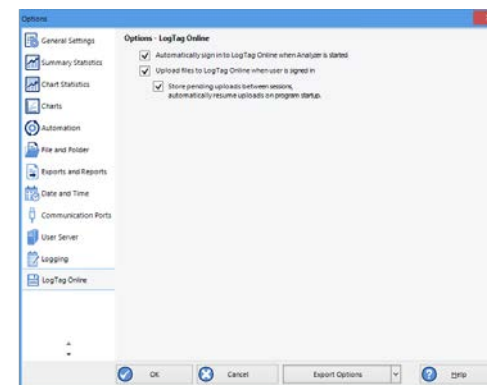 Options
General Settings
Summary Statistics
Chart Statistics
Charts
Automation
File and Folder
Exports and Reports
Date and Time
Communication Ports
User Server
Logging
LogTag Online
Options - LogTag Online
Automatically sign in to LogTag Online when Analyzer is started
Upload files to LogTag Online when user is signed in
Store pending uploads between sessions,
automatically resume uploads on program startup.
OK
Cancel
Export Options
Help